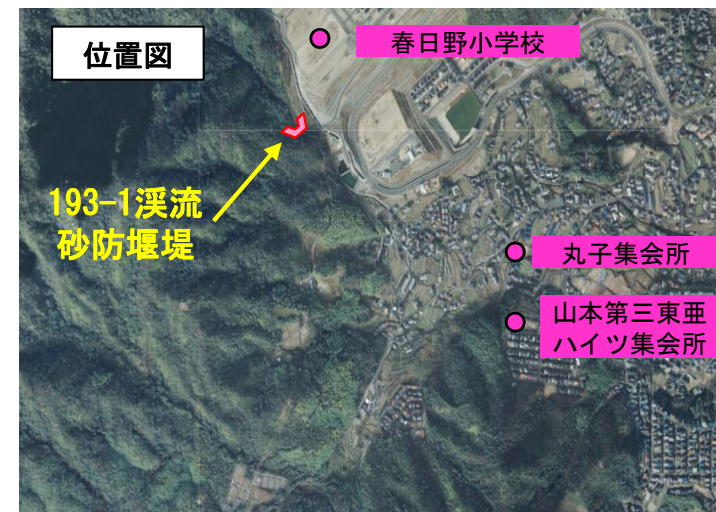 位置図
春日野小学校
193-1渓流
砂防堰堤
丸子集会所
山本第三東亜
ハイツ集会所